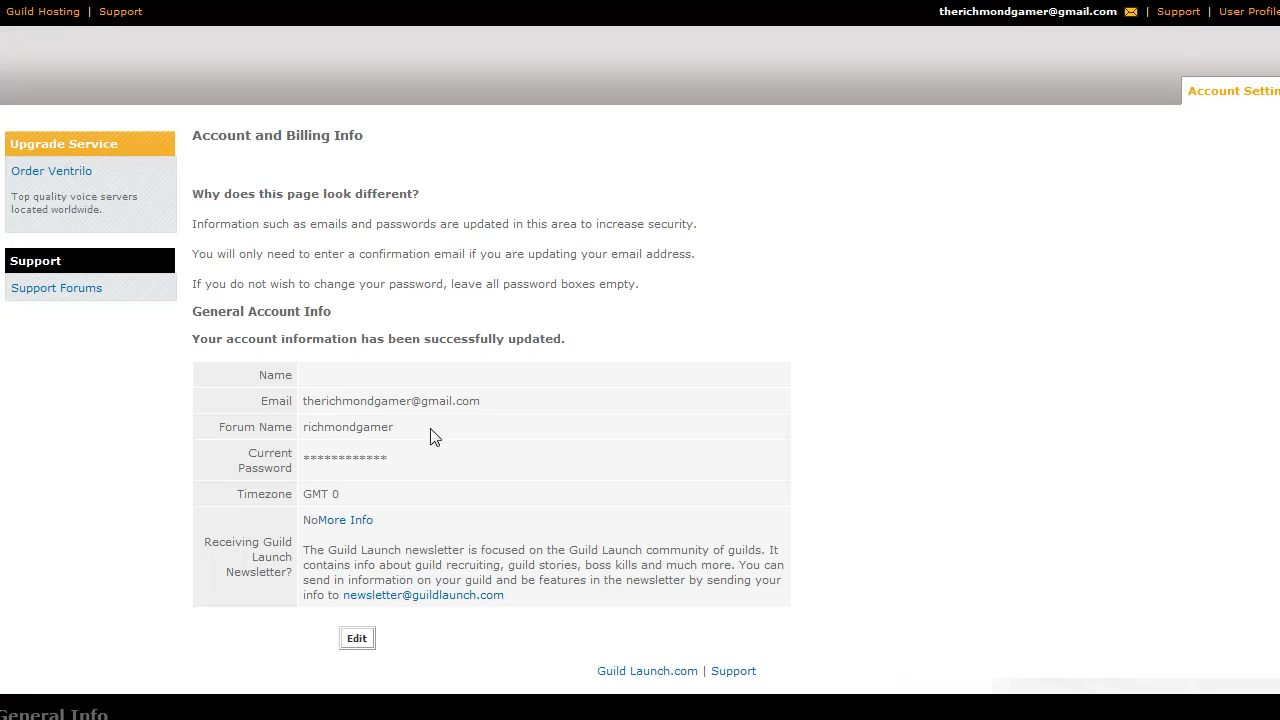 Guild Hosting | Support
therichmondgamer@gmail.com | Support | User Profile
Account Settin
Upgrade Service
Order Ventrilo
Top quality voice servers
located worldwide.
Support
Support Forums
Account and Billing Info
Why does this page look different?
Information such as emails and passwords are updated in this area to increase security.
You will only need to enter a confirmation email if you are updating your email address.
If you do not wish to change your password, leave all password boxes empty.
General Account Info
Your account information has been successfully updated.
Name
Email therichmondgamer@gmail.com
Forum Name richmondgamer
Current
Password ************
Timezone GMT 0
Receiving Guild
Launch
Newsletter?
NoMore Info
The Guild Launch newsletter is focused on the Guild Launch community of guilds. It
contains info about guild recruiting, guild stories, boss kills and much more. You can
send in information on your guild and be features in the newsletter by sending your
info to newsletter@guildlaunch.com
Edit
Guild Launch.com | Support
General Info